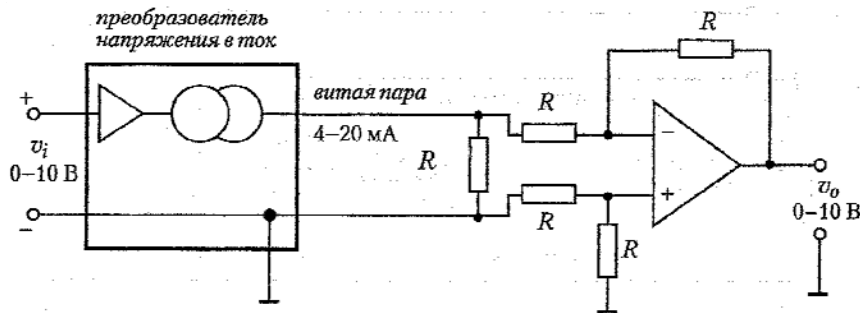 преобразователь
напряжения в ток
R
витая пара
+
R
−
4–20 мА
v_i
R
0–10 В
+
v_o
−
R
R
0–10 В